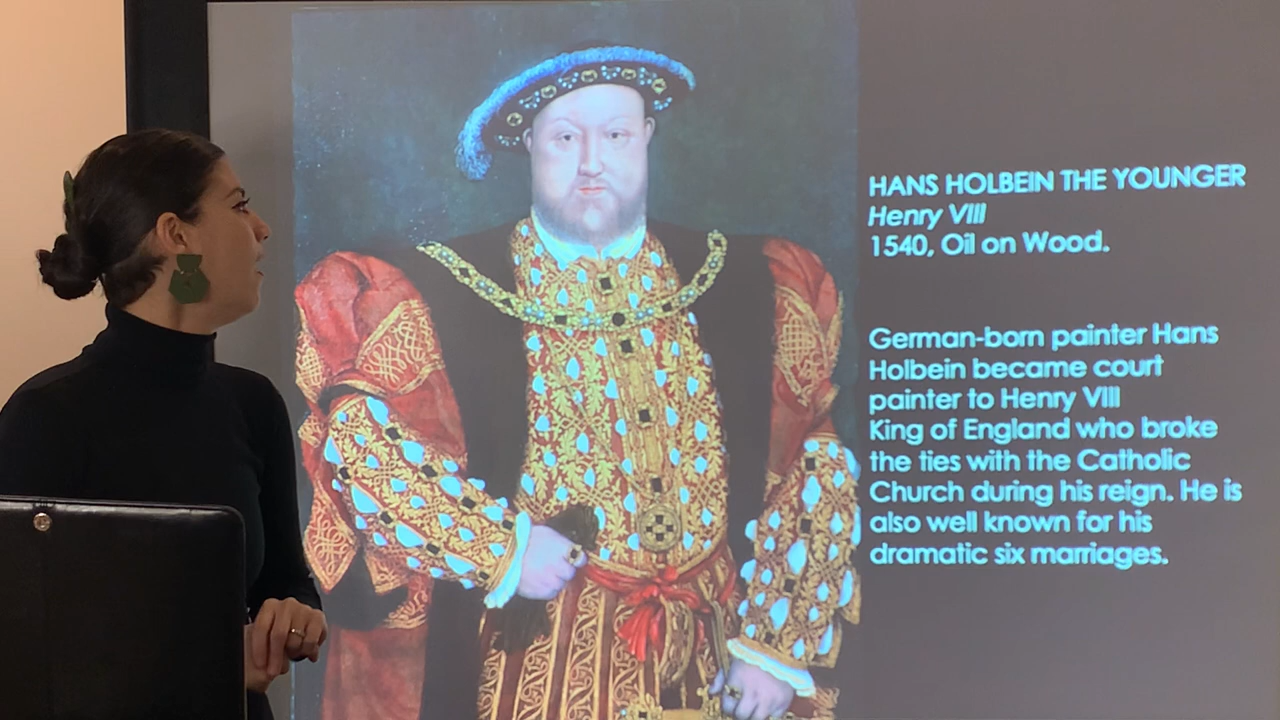 HANS HOLBEIN THE YOUNGER
Henry VIII
1540, Oil on Wood.
German-born painter Hans
Holbein became court
painter to Henry VIII
King of England who broke
the ties with the Catholic
Church during his reign. He is
also well known for his
dramatic six marriages.